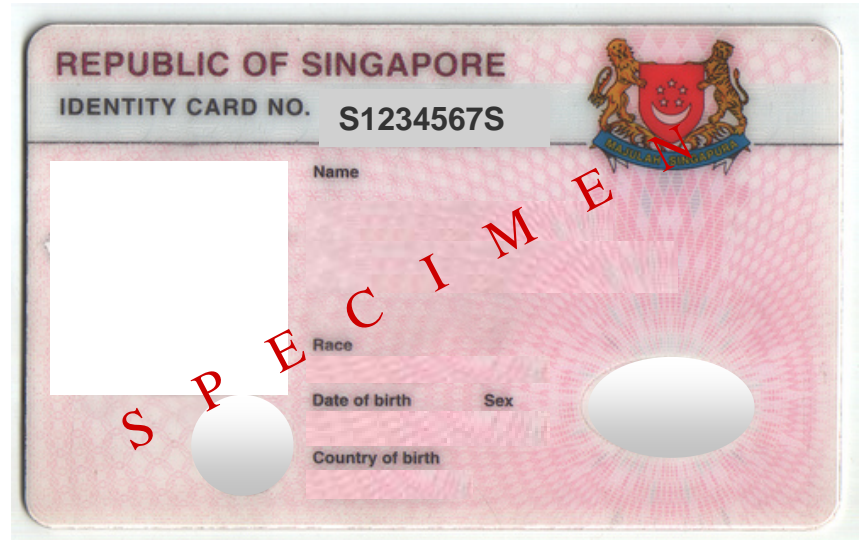 REPUBLIC OF SINGAPORE
IDENTITY CARD NO. S1234567S
MAJULAH SINGAPURA
Name
Race
Date of birth Sex
Country of birth
SPECIMEN